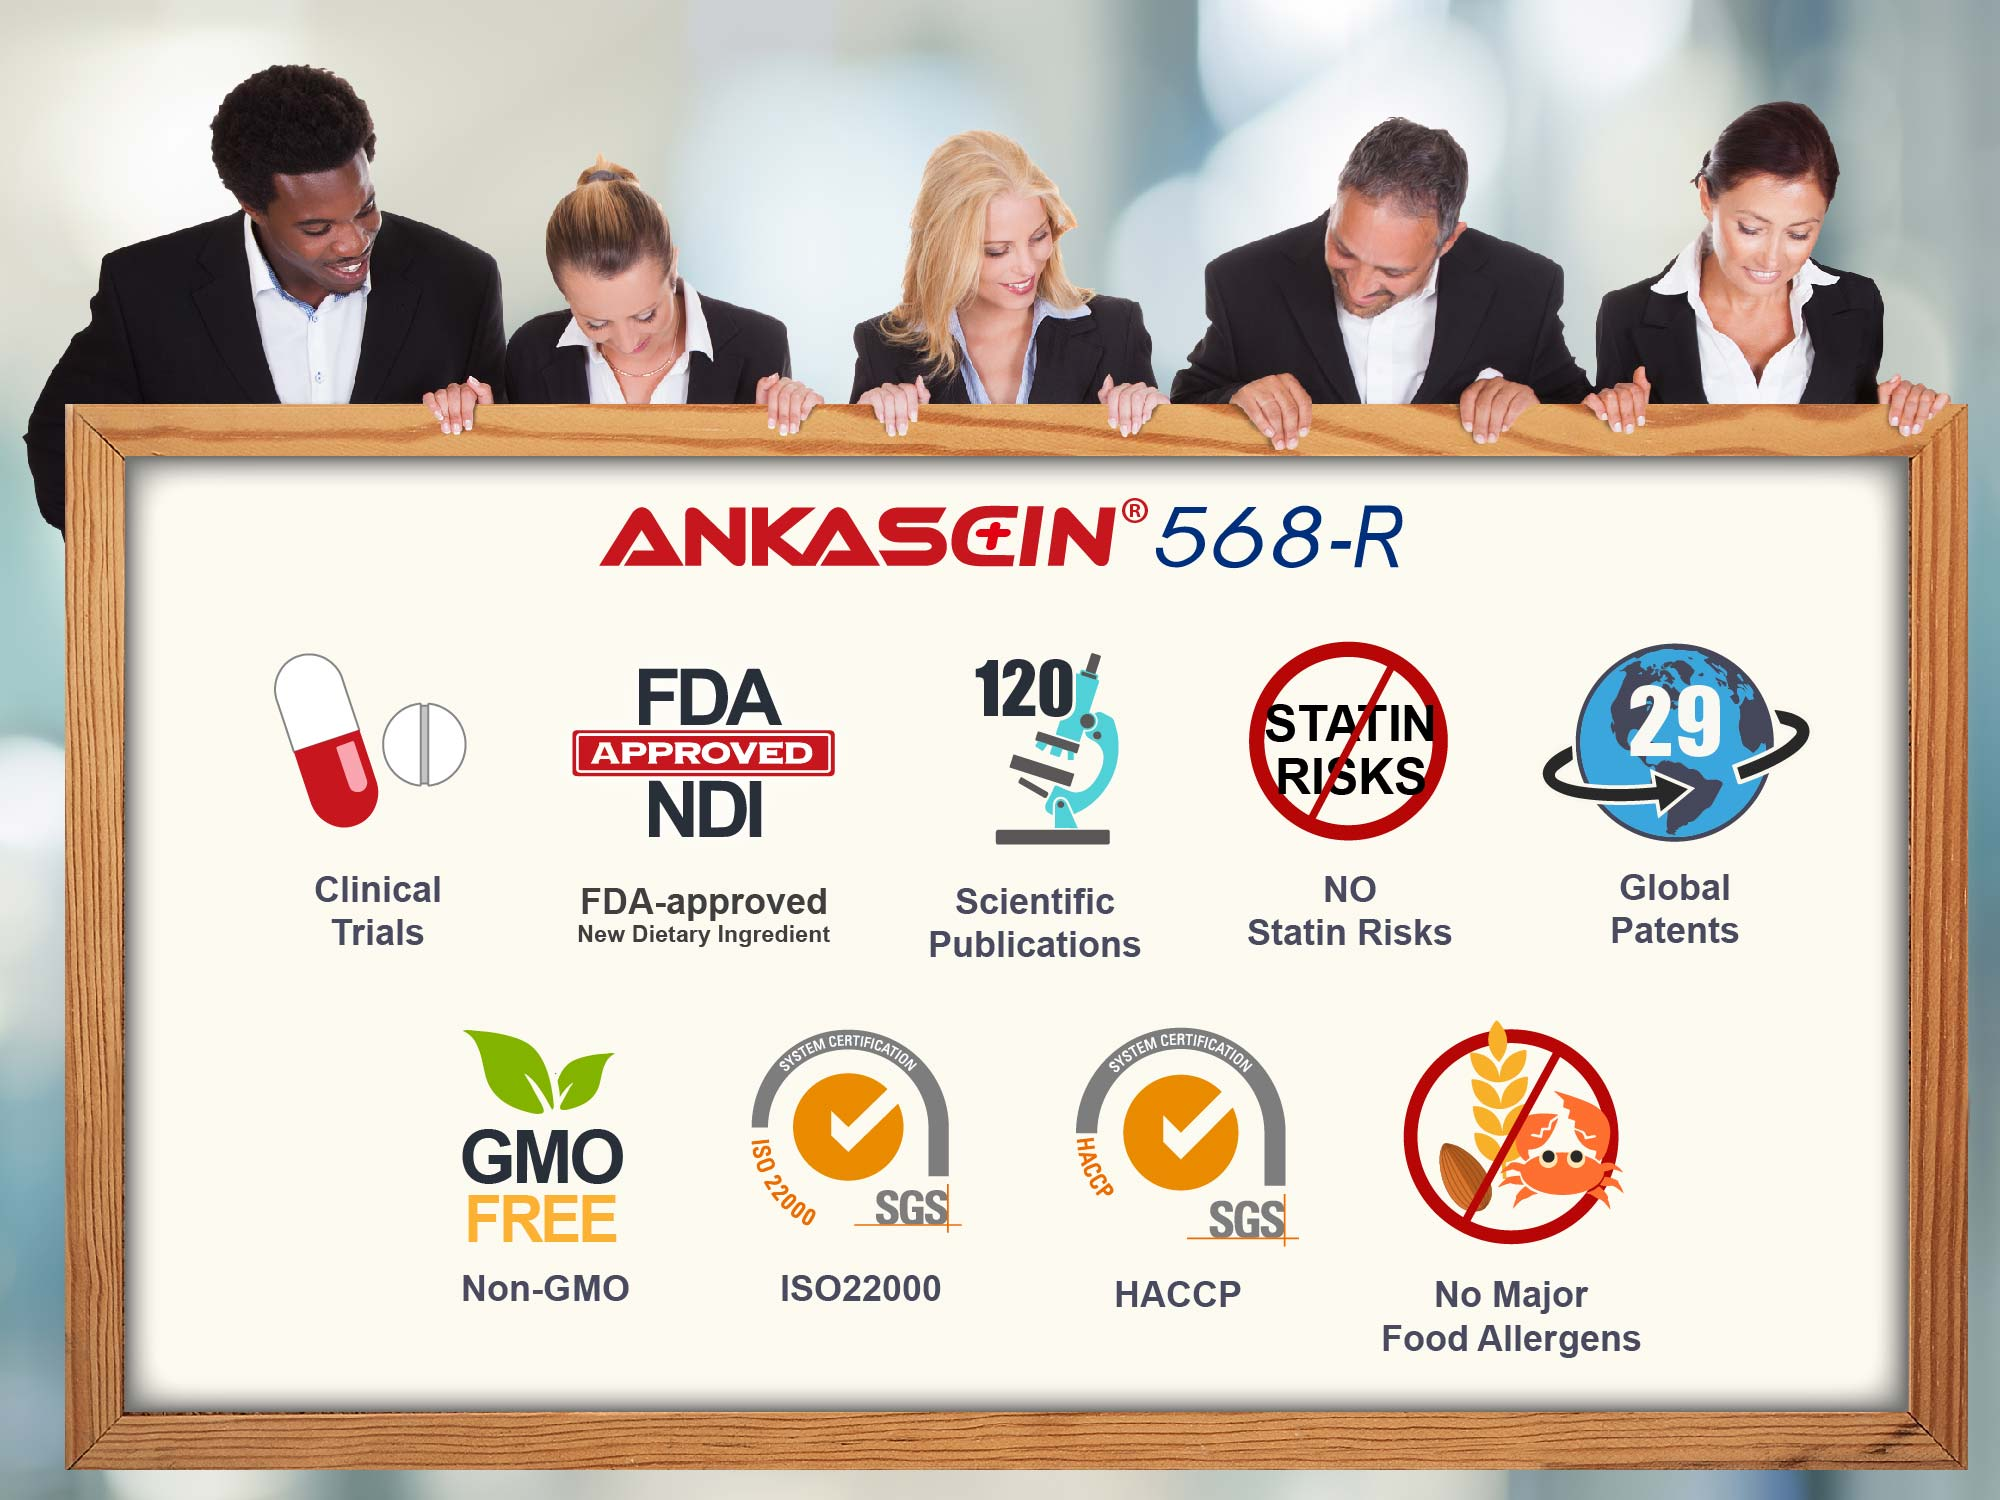 ANKASCIN® 568-R
FDA
APPROVED
NDI
120
STATIN
RISKS
29
Clinical
Trials
FDA-approved
New Dietary Ingredient
Scientific
Publications
NO
Statin Risks
Global
Patents
GMO
FREE
SYSTEM CERTIFICATION
ISO 22000
SGS
SYSTEM CERTIFICATION
HACCP
SGS
Non-GMO
ISO22000
HACCP
No Major
Food Allergens